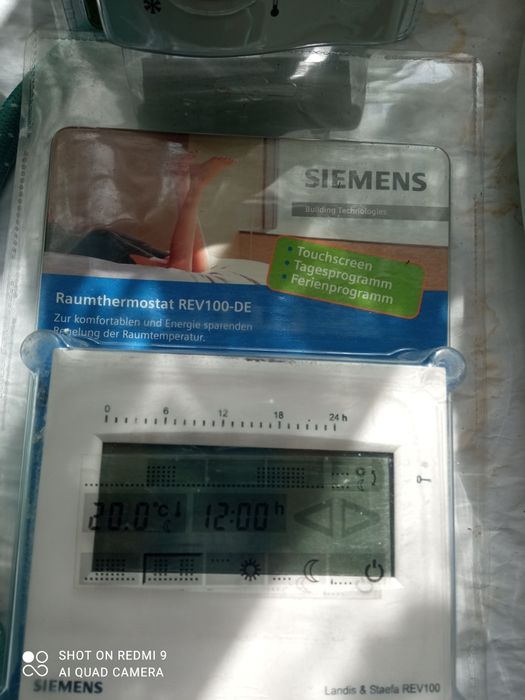 SIEMENS
Building Technologies
• Touchscreen
• Tagesprogramm
• Ferienprogramm
Raumthermostat REV100-DE
Zur komfortablen und Energie sparenden
Regelung der Raumtemperatur.
0 6 12 18 24 h
20.0°C 12:00 h
SHOT ON REDMI 9
AI QUAD CAMERA
SIEMENS
Landis & Staefa REV100